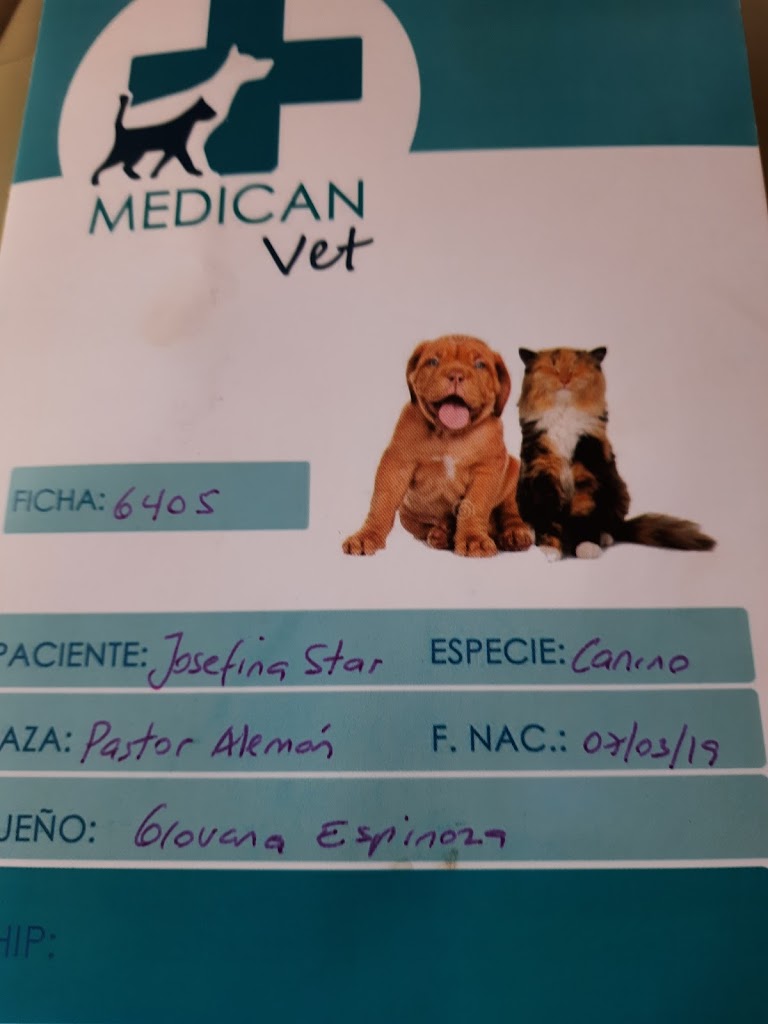 MEDICAN
Vet
FICHA: 6405
PACIENTE: Josefina Star ESPECIE: Canino
AZA: Pastor Alemán F. NAC.: 07/03/19
UEÑO: Giovana Espinoza
HIP: